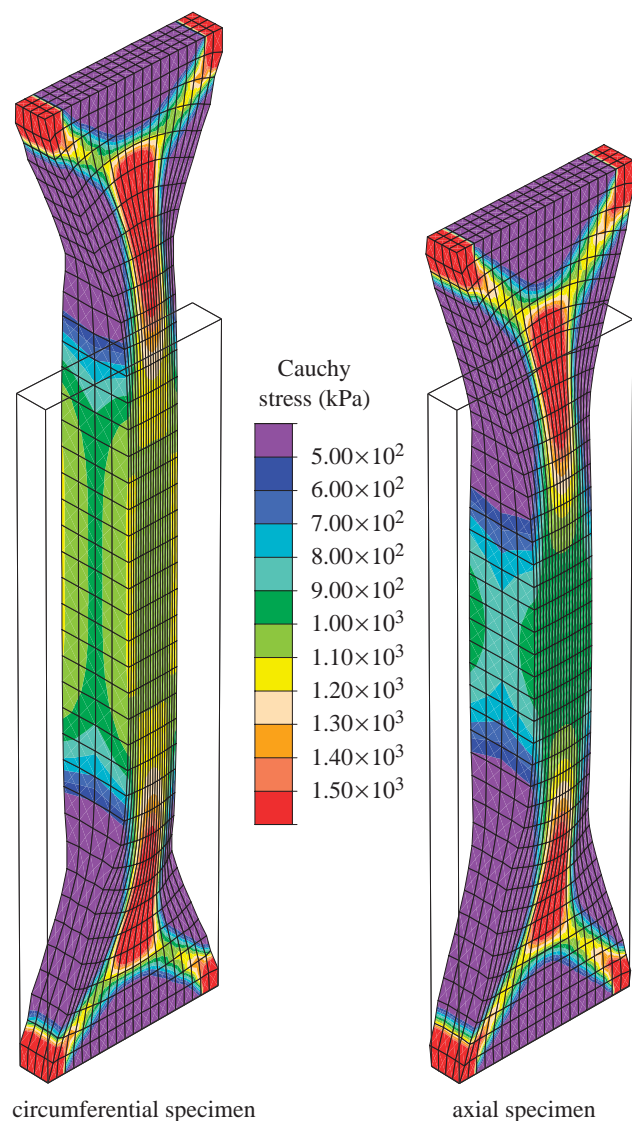 Cauchy
stress (kPa)
5.00×10²
6.00×10²
7.00×10²
8.00×10²
9.00×10²
1.00×10³
1.10×10³
1.20×10³
1.30×10³
1.40×10³
1.50×10³
circumferential specimen
axial specimen